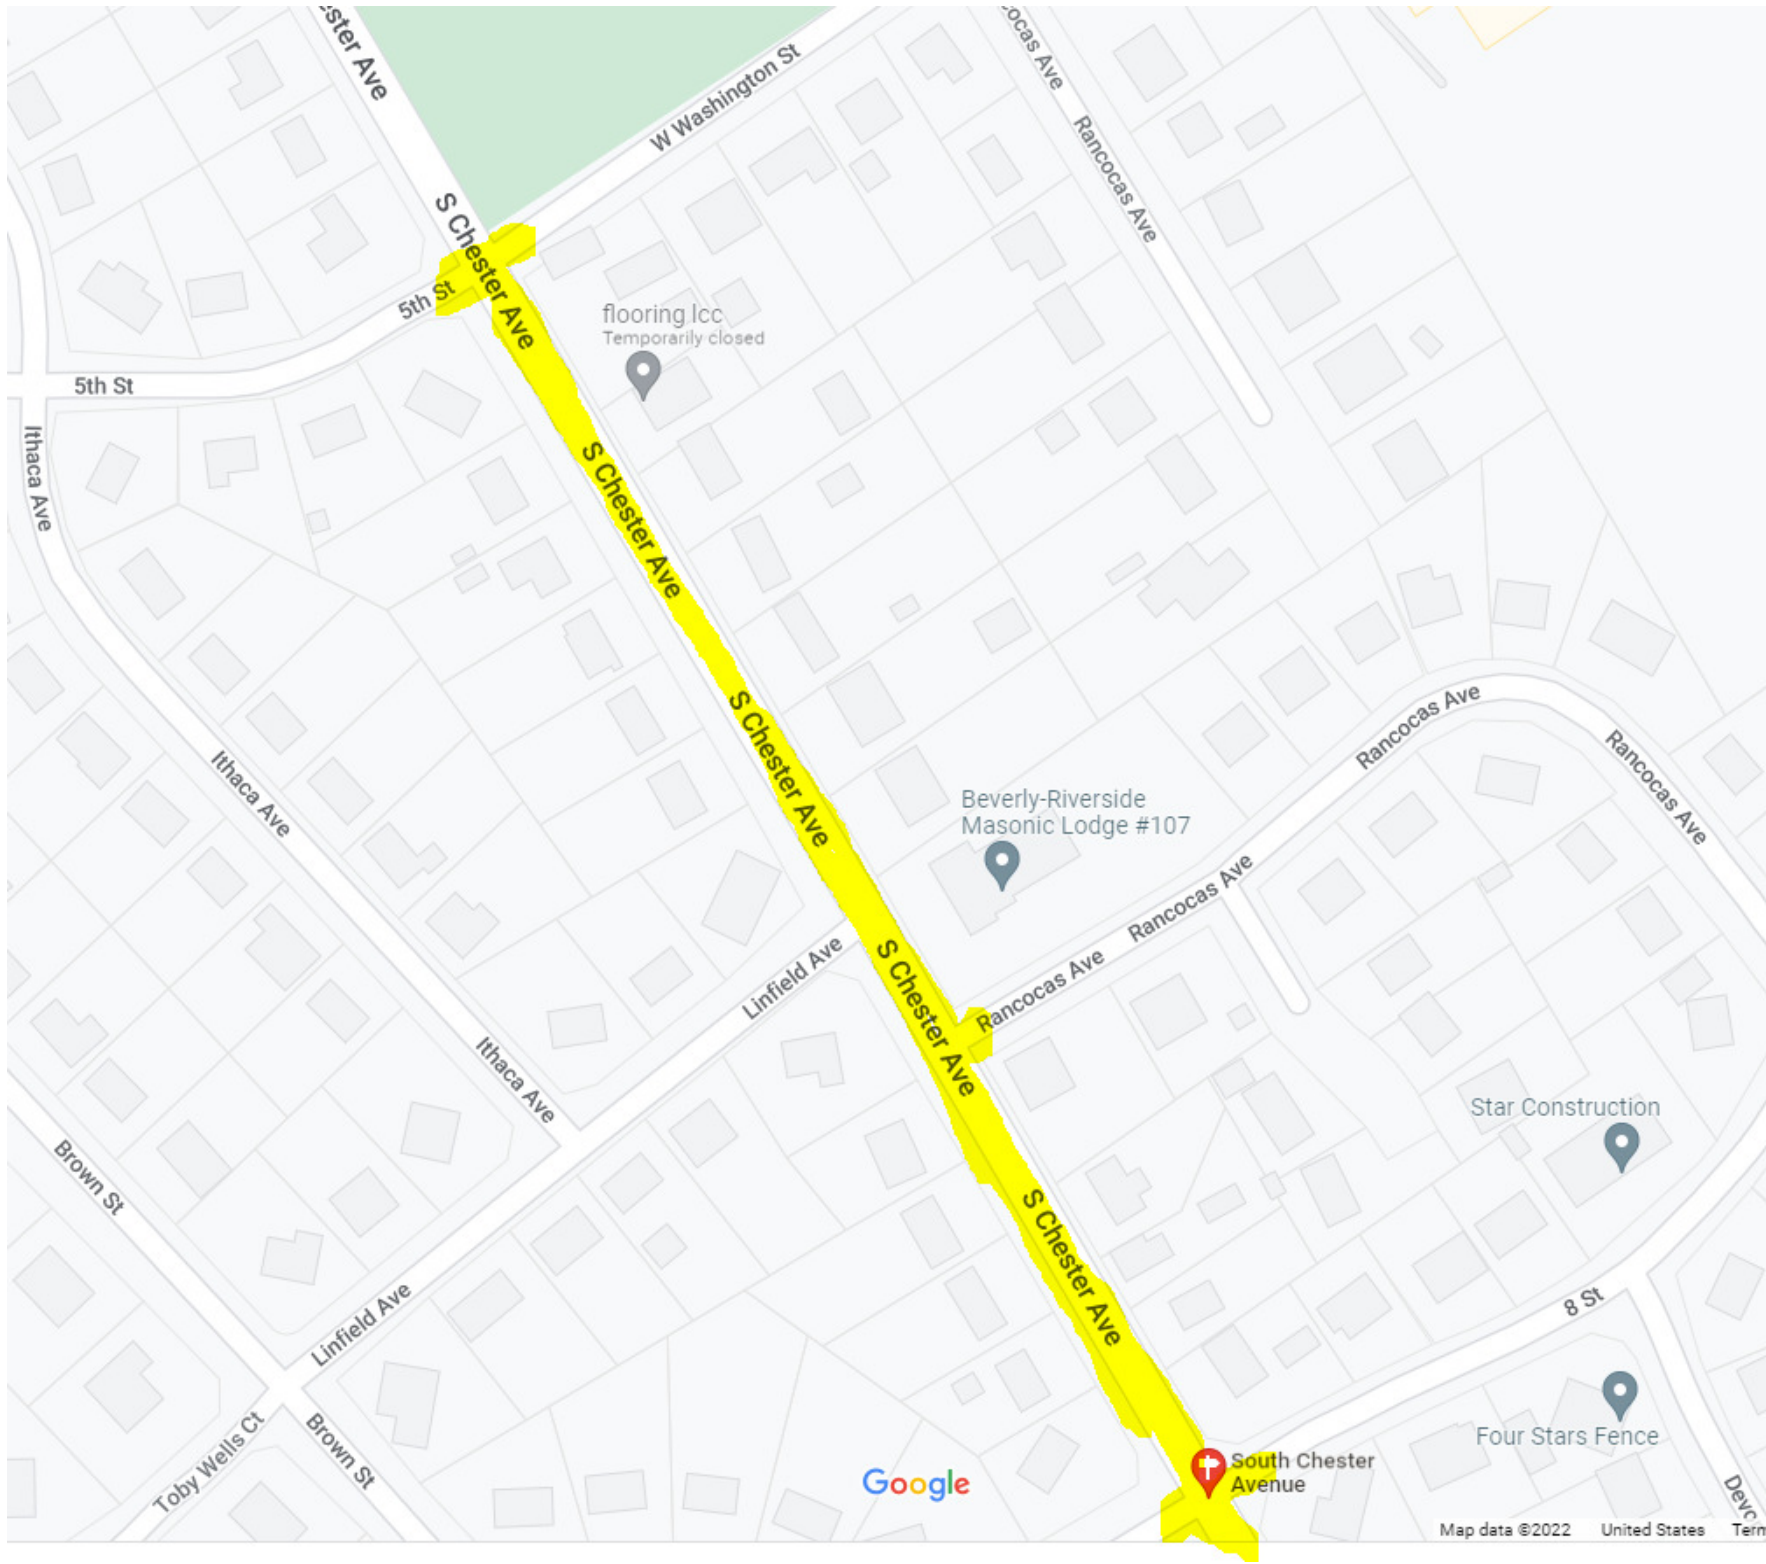 ester Ave
W Washington St
ocas Ave
Rancocas Ave
S Chester Ave
5th St
flooring lcc
Temporarily closed
5th St
Ithaca Ave
S Chester Ave
S Chester Ave
Rancocas Ave
Rancocas Ave
Ithaca Ave
Beverly-Riverside
Masonic Lodge #107
Rancocas Ave
Rancocas Ave
Linfield Ave
S Chester Ave
Ithaca Ave
Star Construction
Brown St
S Chester Ave
Linfield Ave
8 St
Toby Wells Ct
Brown St
Four Stars Fence
South Chester
Avenue
Google
Devo
Map data ©2022 United States Term